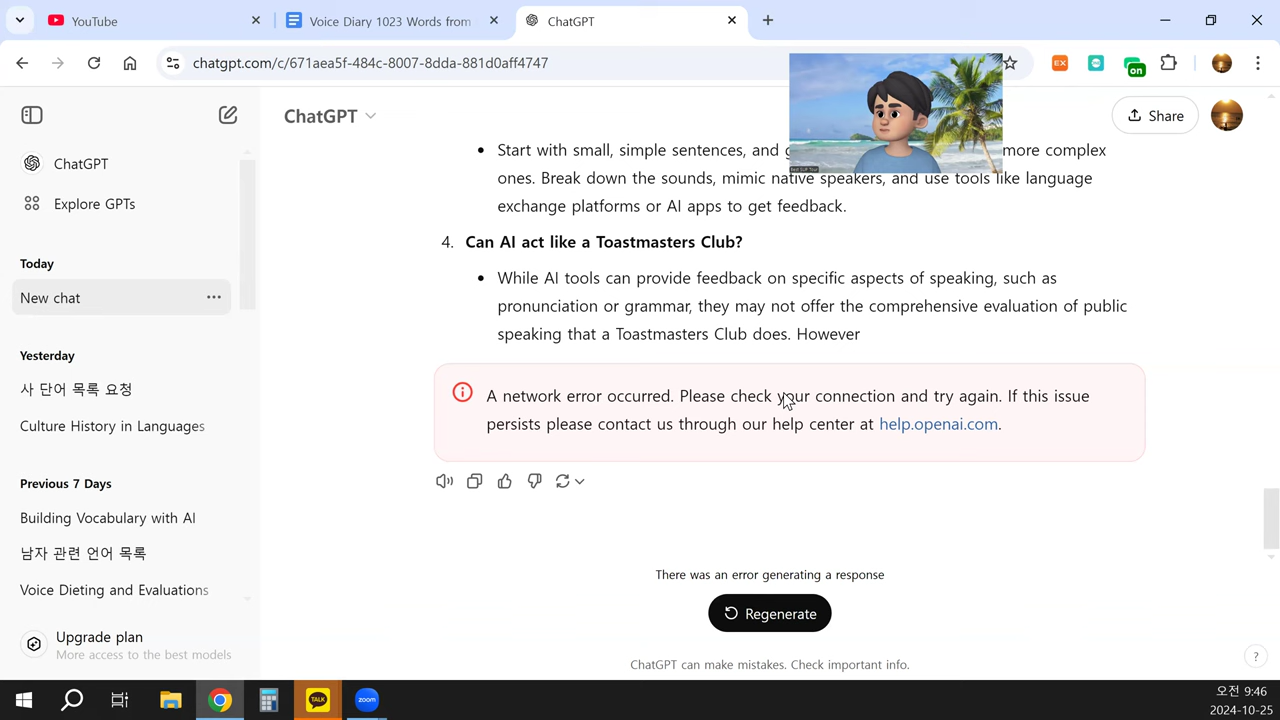 YouTube
Voice Diary 1023 Words from
ChatGPT
chatgpt.com/c/671aea5f-484c-8007-8dda-881d0aff4747
EX
on
ChatGPT
Share
ChatGPT
Explore GPTs
Today
New chat
Yesterday
사 단어 목록 요청
Culture History in Languages
Previous 7 Days
Building Vocabulary with AI
남자 관련 언어 목록
Voice Dieting and Evaluations
Upgrade plan
More access to the best models
• Start with small, simple sentences, and more complex
ones. Break down the sounds, mimic native speakers, and use tools like language
exchange platforms or AI apps to get feedback.
4. Can AI act like a Toastmasters Club?
• While AI tools can provide feedback on specific aspects of speaking, such as
pronunciation or grammar, they may not offer the comprehensive evaluation of public
speaking that a Toastmasters Club does. However
A network error occurred. Please check your connection and try again. If this issue
persists please contact us through our help center at help.openai.com.
There was an error generating a response
Regenerate
ChatGPT can make mistakes. Check important info.
?
TALK
zoom
오전 9:46
2024-10-25